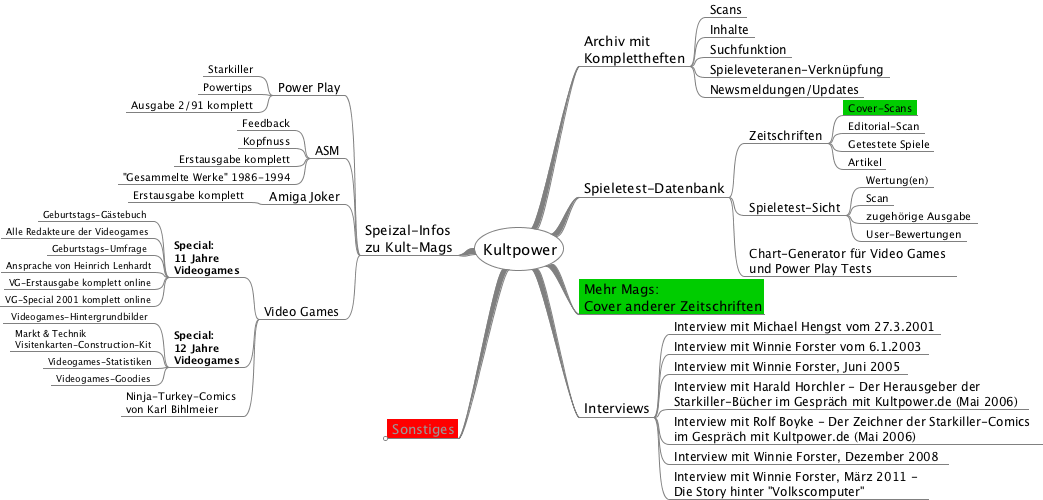 Kultpower
Archiv mit
Komplettheften
Scans
Inhalte
Suchfunktion
Spieleveteranen-Verknüpfung
Newsmeldungen/Updates
Spieletest-Datenbank
Zeitschriften
Cover-Scans
Editorial-Scan
Getestete Spiele
Artikel
Spieletest-Sicht
Wertung(en)
Scan
zugehörige Ausgabe
User-Bewertungen
Chart-Generator für Video Games
und Power Play Tests
Mehr Mags:
Cover anderer Zeitschriften
Interviews
Interview mit Michael Hengst vom 27.3.2001
Interview mit Winnie Forster vom 6.1.2003
Interview mit Winnie Forster, Juni 2005
Interview mit Harald Horchler - Der Herausgeber der
Starkiller-Bücher im Gespräch mit Kultpower.de (Mai 2006)
Interview mit Rolf Boyke - Der Zeichner der Starkiller-Comics
im Gespräch mit Kultpower.de (Mai 2006)
Interview mit Winnie Forster, Dezember 2008
Interview mit Winnie Forster, März 2011 -
Die Story hinter "Volkscomputer"
Speizal-Infos
zu Kult-Mags
Power Play
Starkiller
Powertips
Ausgabe 2/91 komplett
ASM
Feedback
Kopfnuss
Erstausgabe komplett
"Gesammelte Werke" 1986-1994
Amiga Joker
Erstausgabe komplett
Video Games
Special:
11 Jahre
Videogames
Geburtstags-Gästebuch
Alle Redakteure der Videogames
Geburtstags-Umfrage
Ansprache von Heinrich Lenhardt
VG-Erstausgabe komplett online
VG-Special 2001 komplett online
Special:
12 Jahre
Videogames
Videogames-Hintergrundbilder
Markt & Technik
Visitenkarten-Construction-Kit
Videogames-Statistiken
Videogames-Goodies
Ninja-Turkey-Comics
von Karl Bihlmeier
Sonstiges